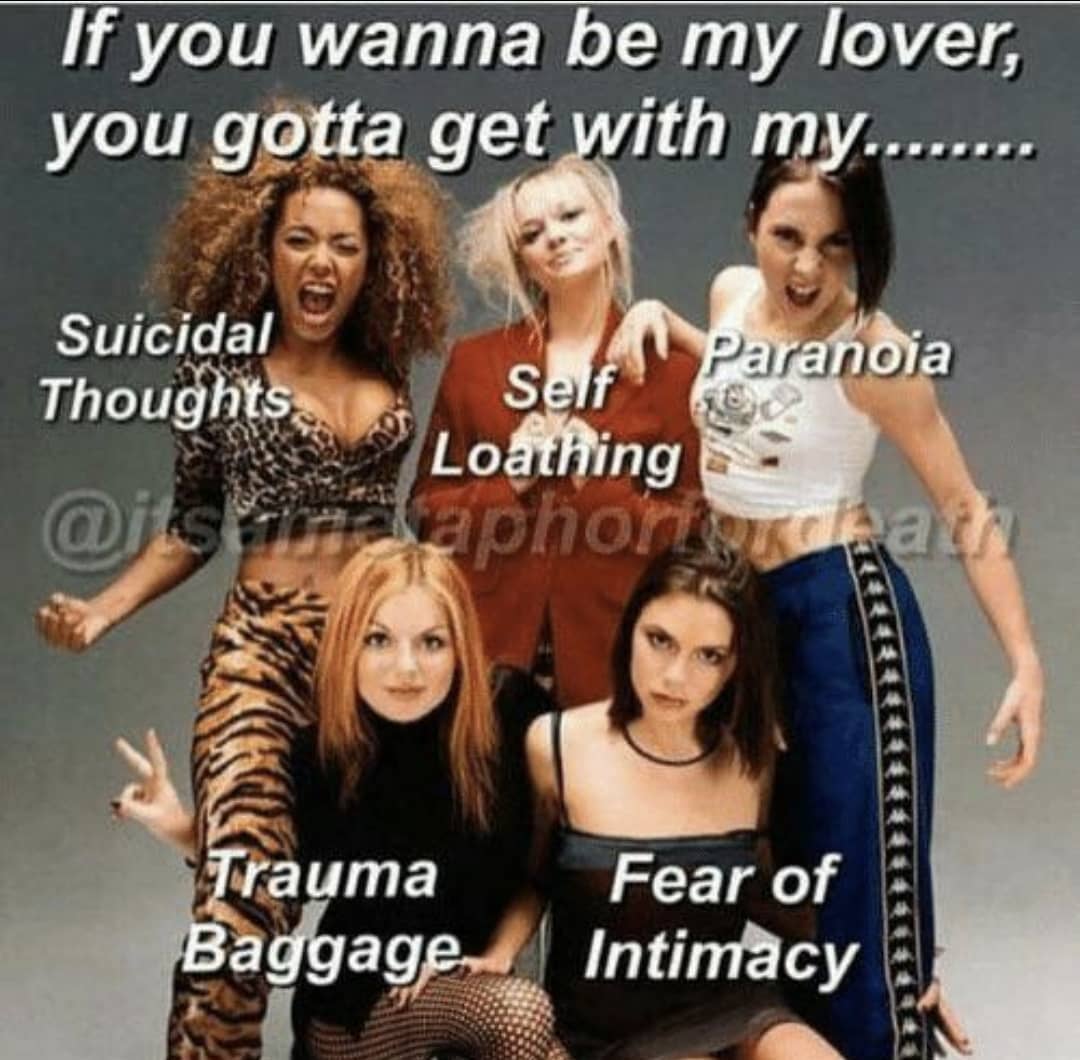 If you wanna be my lover,
you gotta get with my........
Suicidal
Thoughts
Self
Loathing
Paranoia
@itsametaphorfordeath
Trauma
Baggage
Fear of
Intimacy